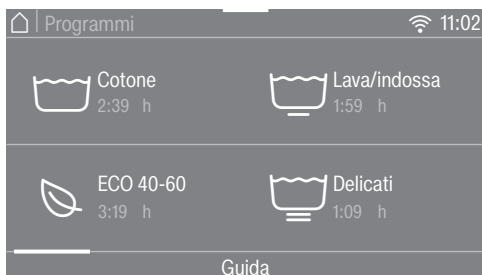 Programmi 11:02
Cotone Lava/indossa
2:39 h 1:59 h
ECO 40-60 Delicati
3:19 h 1:09 h
Guida